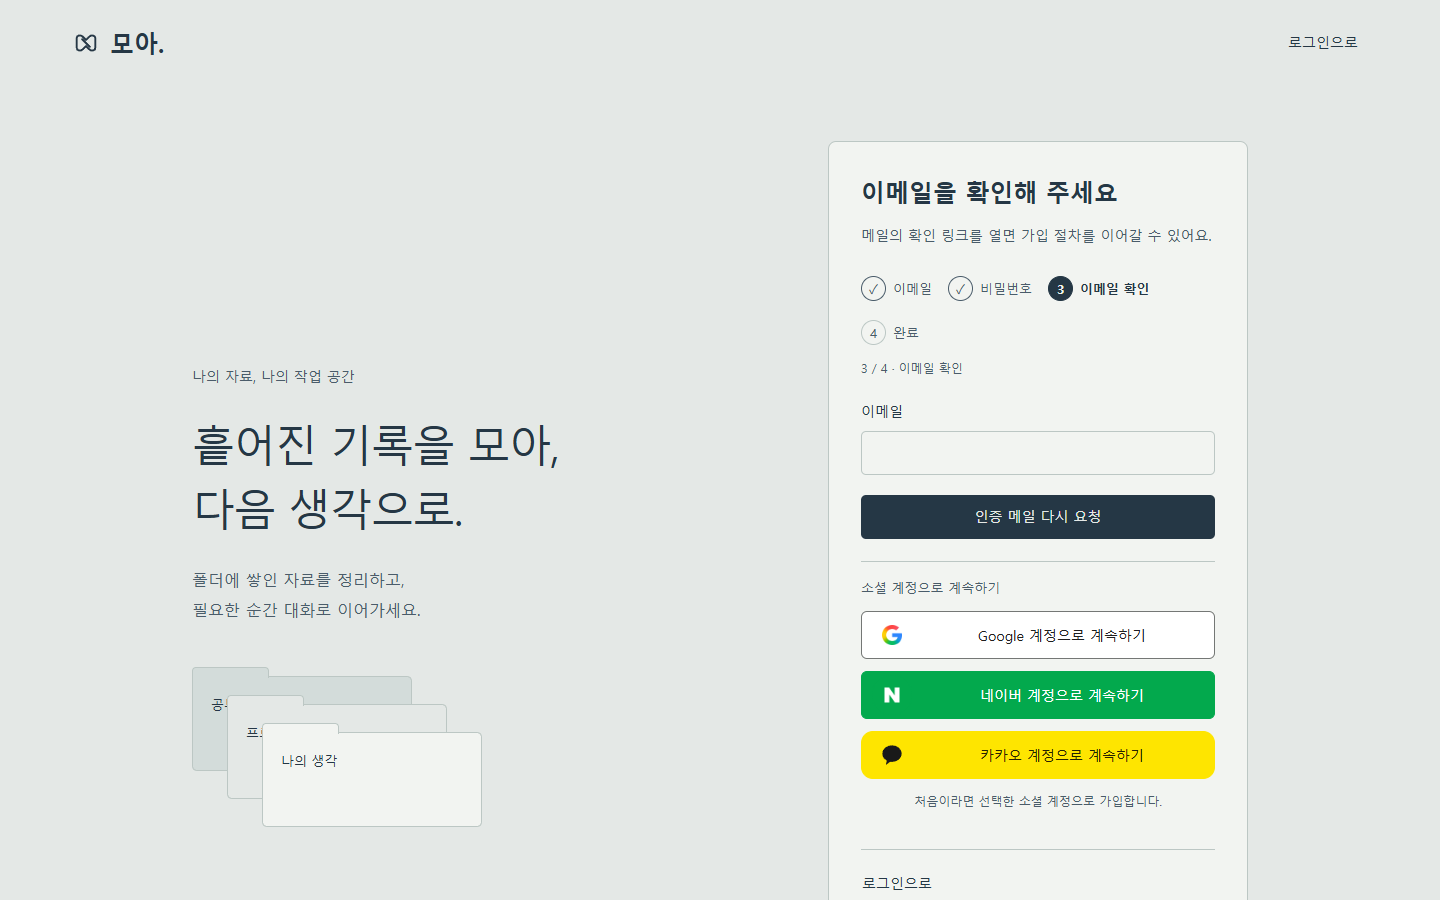 모아.
로그인으로
나의 자료, 나의 작업 공간
흩어진 기록을 모아,
다음 생각으로.
폴더에 쌓인 자료를 정리하고,
필요한 순간 대화로 이어가세요.
나의 생각
이메일을 확인해 주세요
메일의 확인 링크를 열면 가입 절차를 이어갈 수 있어요.
✓ 이메일 ✓ 비밀번호 3 이메일 확인
4 완료
3 / 4 · 이메일 확인
이메일
인증 메일 다시 요청
소셜 계정으로 계속하기
Google 계정으로 계속하기
네이버 계정으로 계속하기
카카오 계정으로 계속하기
처음이라면 선택한 소셜 계정으로 가입합니다.
로그인으로